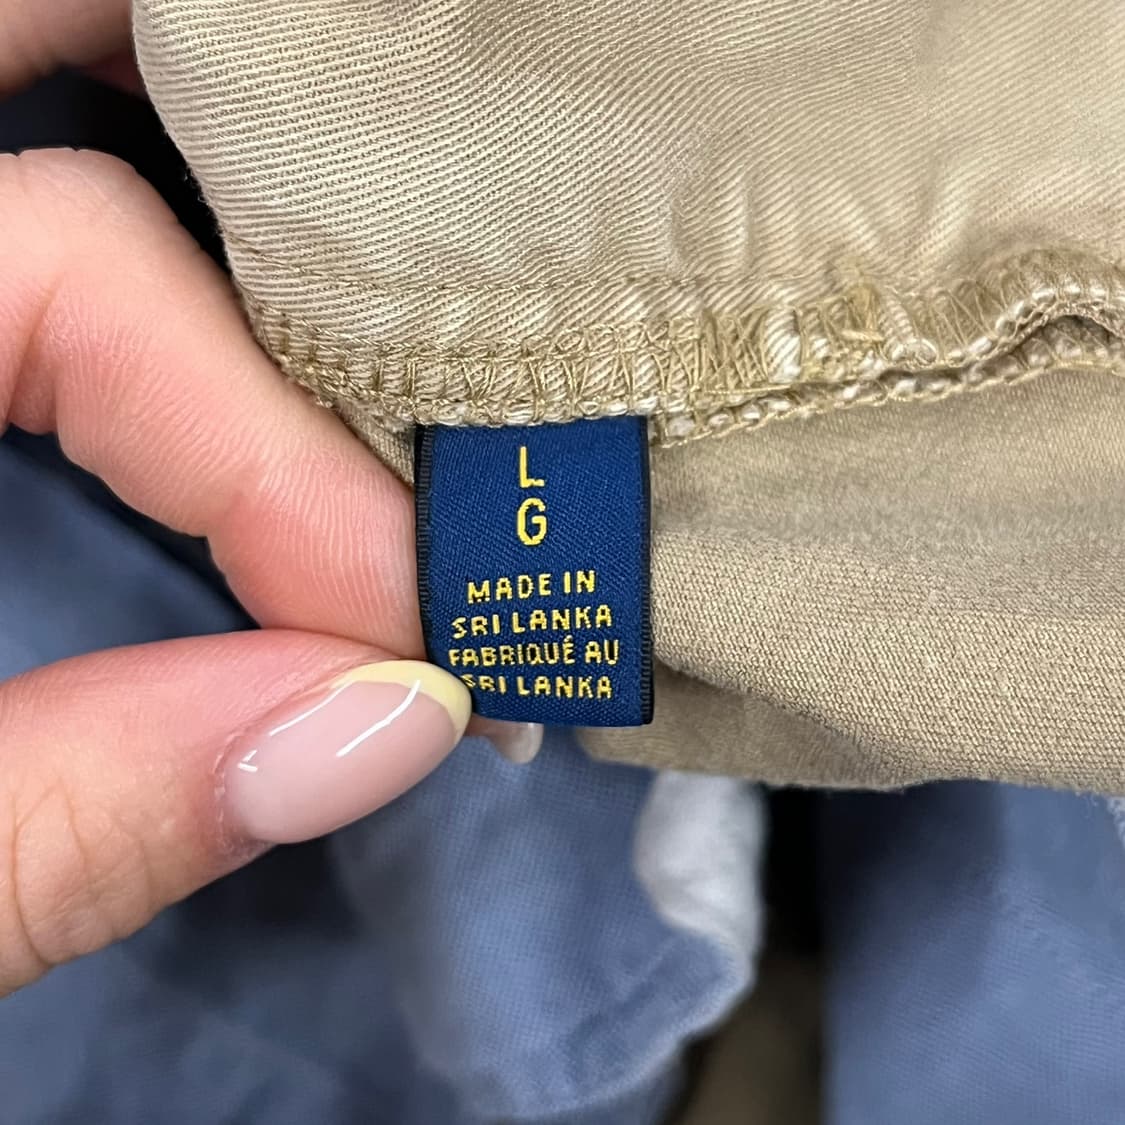 L
G
MADE IN
SRI LANKA
FABRIQUÉ AU
SRI LANKA